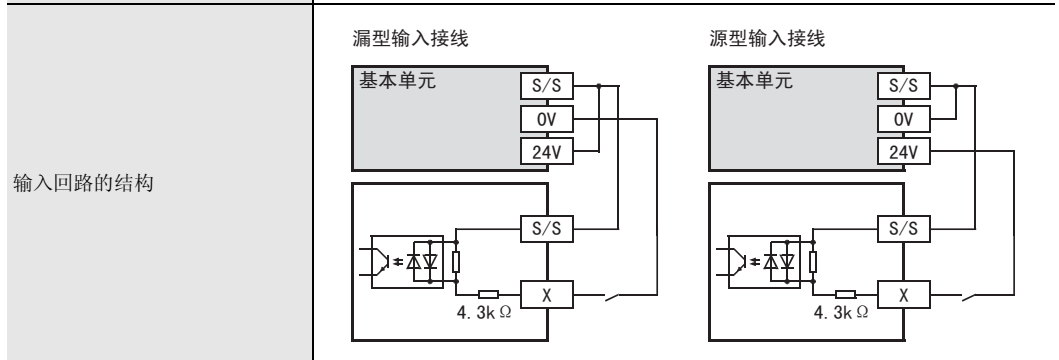 输入回路的结构
漏型输入接线
基本单元
S/S
0V
24V
S/S
X
4.3kΩ
源型输入接线
基本单元
S/S
0V
24V
S/S
X
4.3kΩ